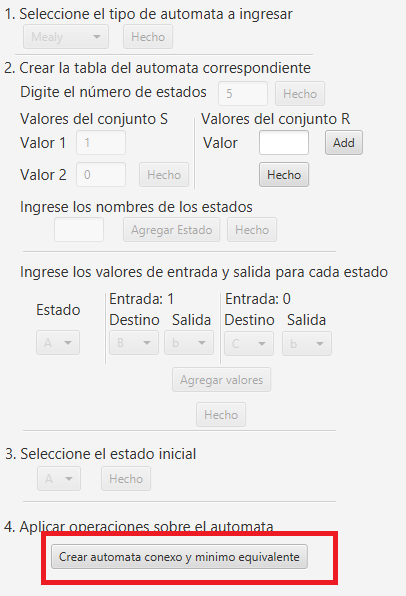 1. Seleccione el tipo de automata a ingresar
Mealy Hecho
2. Crear la tabla del automata correspondiente
Digite el número de estados 5 Hecho
Valores del conjunto S Valores del conjunto R
Valor 1 1 Valor Add
Valor 2 0 Hecho Hecho
Ingrese los nombres de los estados
Agregar Estado Hecho
Ingrese los valores de entrada y salida para cada estado
Estado Entrada: 1 Entrada: 0
Destino Salida Destino Salida
A B b C b
Agregar valores
Hecho
3. Seleccione el estado inicial
A Hecho
4. Aplicar operaciones sobre el automata
Crear automata conexo y minimo equivalente